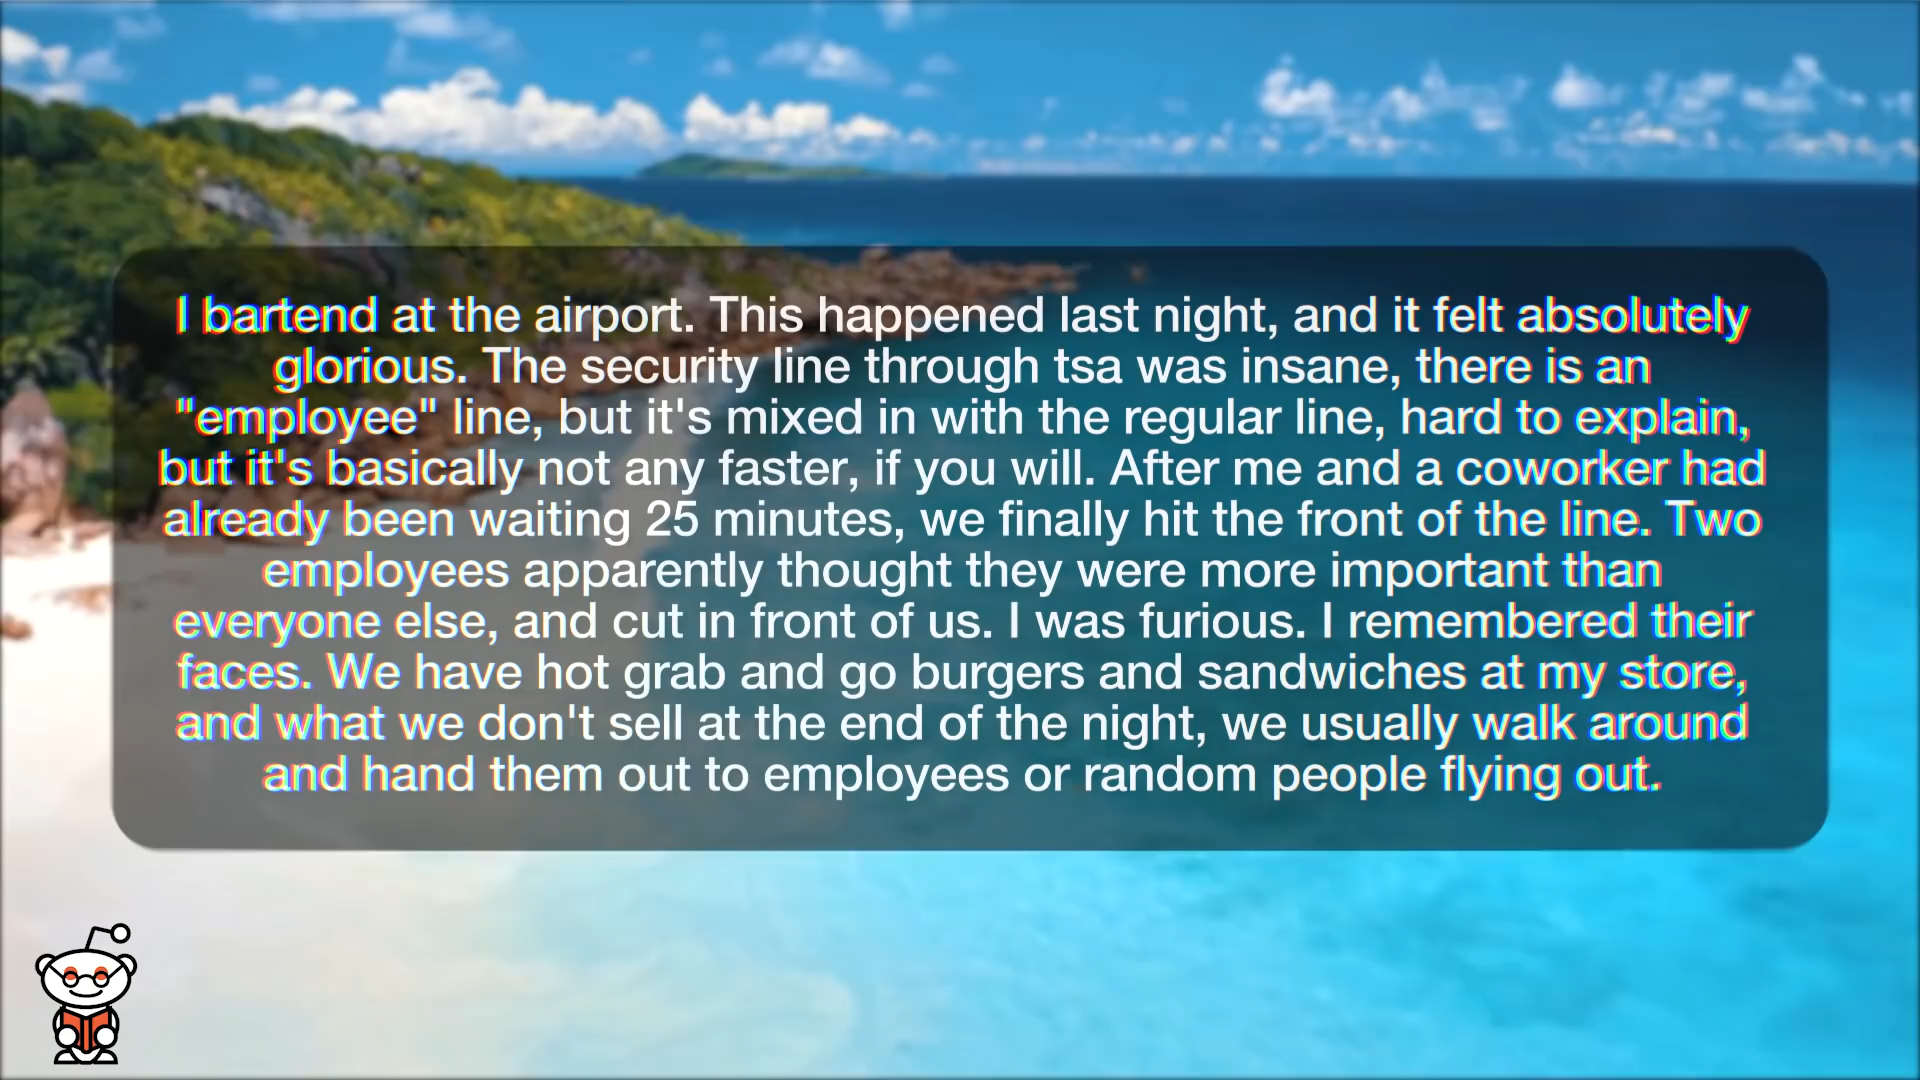 I bartend at the airport. This happened last night, and it felt absolutely
glorious. The security line through tsa was insane, there is an
"employee" line, but it's mixed in with the regular line, hard to explain,
but it's basically not any faster, if you will. After me and a coworker had
already been waiting 25 minutes, we finally hit the front of the line. Two
employees apparently thought they were more important than
everyone else, and cut in front of us. I was furious. I remembered their
faces. We have hot grab and go burgers and sandwiches at my store,
and what we don't sell at the end of the night, we usually walk around
and hand them out to employees or random people flying out.